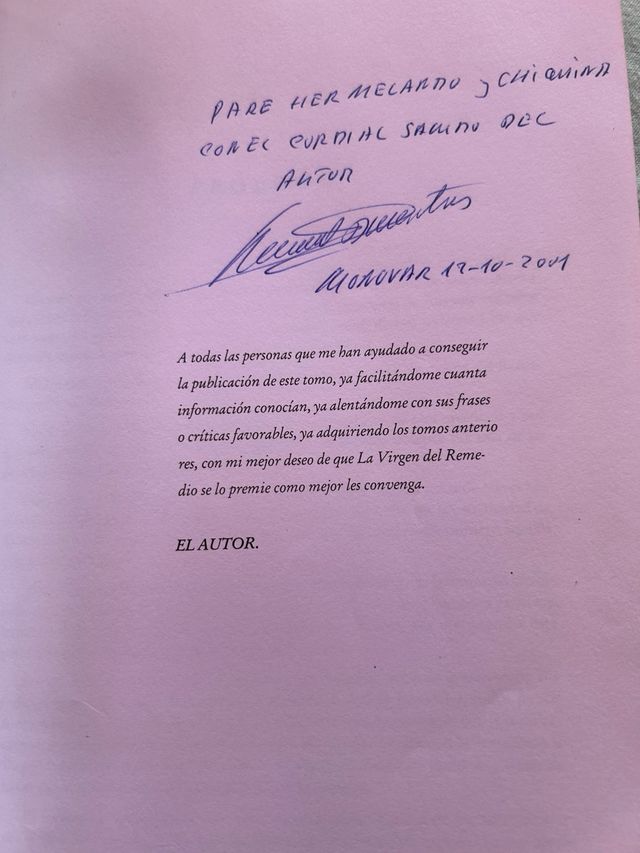 PARE HERMELANDO y CHIQUINA
CON EL CORDIAL SALUDO DEL
AUTOR
MONOVAR 12-10-2001
A todas las personas que me han ayudado a conseguir
la publicación de este tomo, ya facilitándome cuanta
información conocían, ya alentándome con sus frases
o críticas favorables, ya adquiriendo los tomos anterio
res, con mi mejor deseo de que La Virgen del Reme-
dio se lo premie como mejor les convenga.
EL AUTOR.